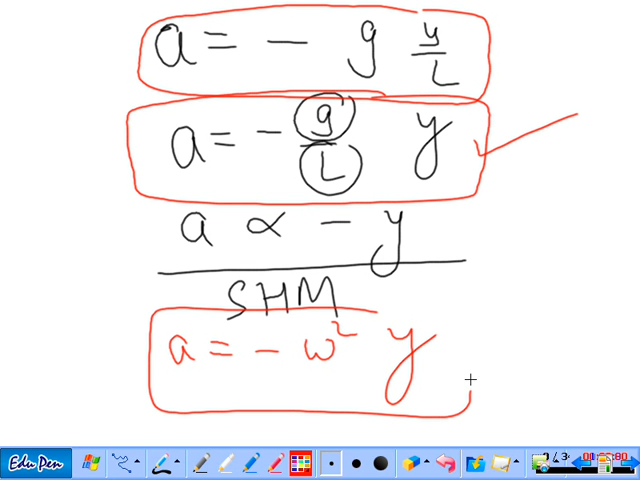 a = - g y/L
a = - g/L y
a ∝ - y
SHM
a = - ω² y
Edu Pen